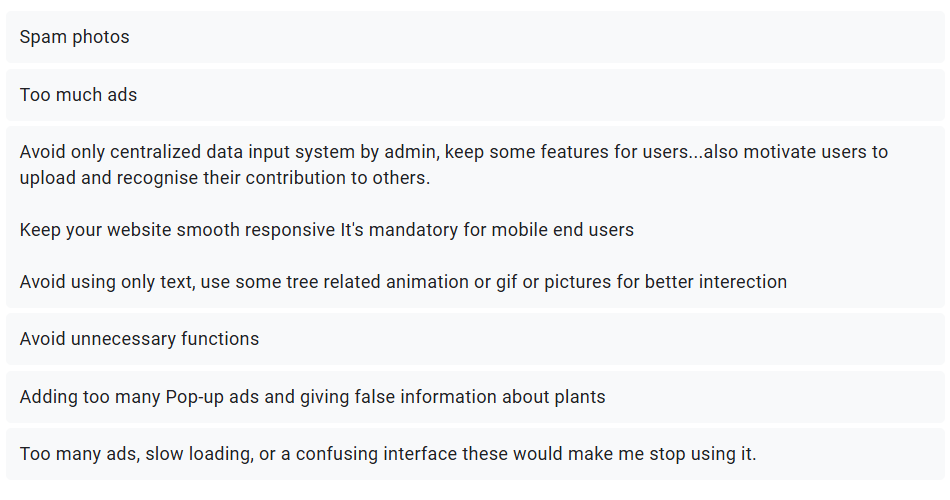 Spam photos
Too much ads
Avoid only centralized data input system by admin, keep some features for users...also motivate users to
upload and recognise their contribution to others.
Keep your website smooth responsive It's mandatory for mobile end users
Avoid using only text, use some tree related animation or gif or pictures for better interection
Avoid unnecessary functions
Adding too many Pop-up ads and giving false information about plants
Too many ads, slow loading, or a confusing interface these would make me stop using it.